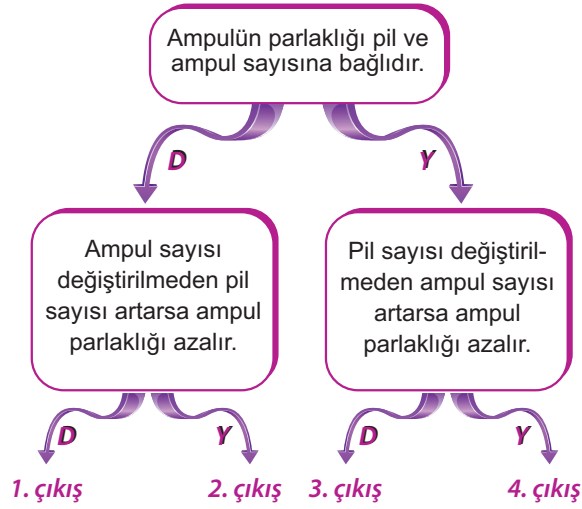 Ampulün parlaklığı pil ve
ampul sayısına bağlıdır.
D
Y
Ampul sayısı
değiştirilmeden pil
sayısı artarsa ampul
parlaklığı azalır.
Pil sayısı değiştiril-
meden ampul sayısı
artarsa ampul
parlaklığı azalır.
D
Y
D
Y
1. çıkış
2. çıkış
3. çıkış
4. çıkış